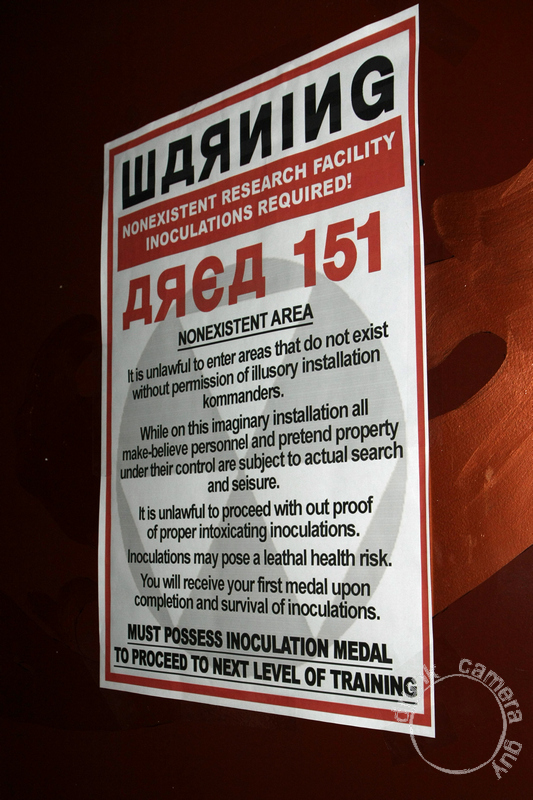 ШДЯИIИG
NONEXISTENT RESEARCH FACILITY
INOCULATIONS REQUIRED!
ДЯЄД 151
NONEXISTENT AREA
It is unlawful to enter areas that do not exist
without permission of illusory installation
kommanders.
While on this imaginary installation all
make-believe personnel and pretend property
under their control are subject to actual search
and seisure.
It is unlawful to proceed with out proof
of proper intoxicating inoculations.
Inoculations may pose a leathal health risk.
You will receive your first medal upon
completion and survival of inoculations.
MUST POSSESS INOCULATION MEDAL
TO PROCEED TO NEXT LEVEL OF TRAINING
camera guy